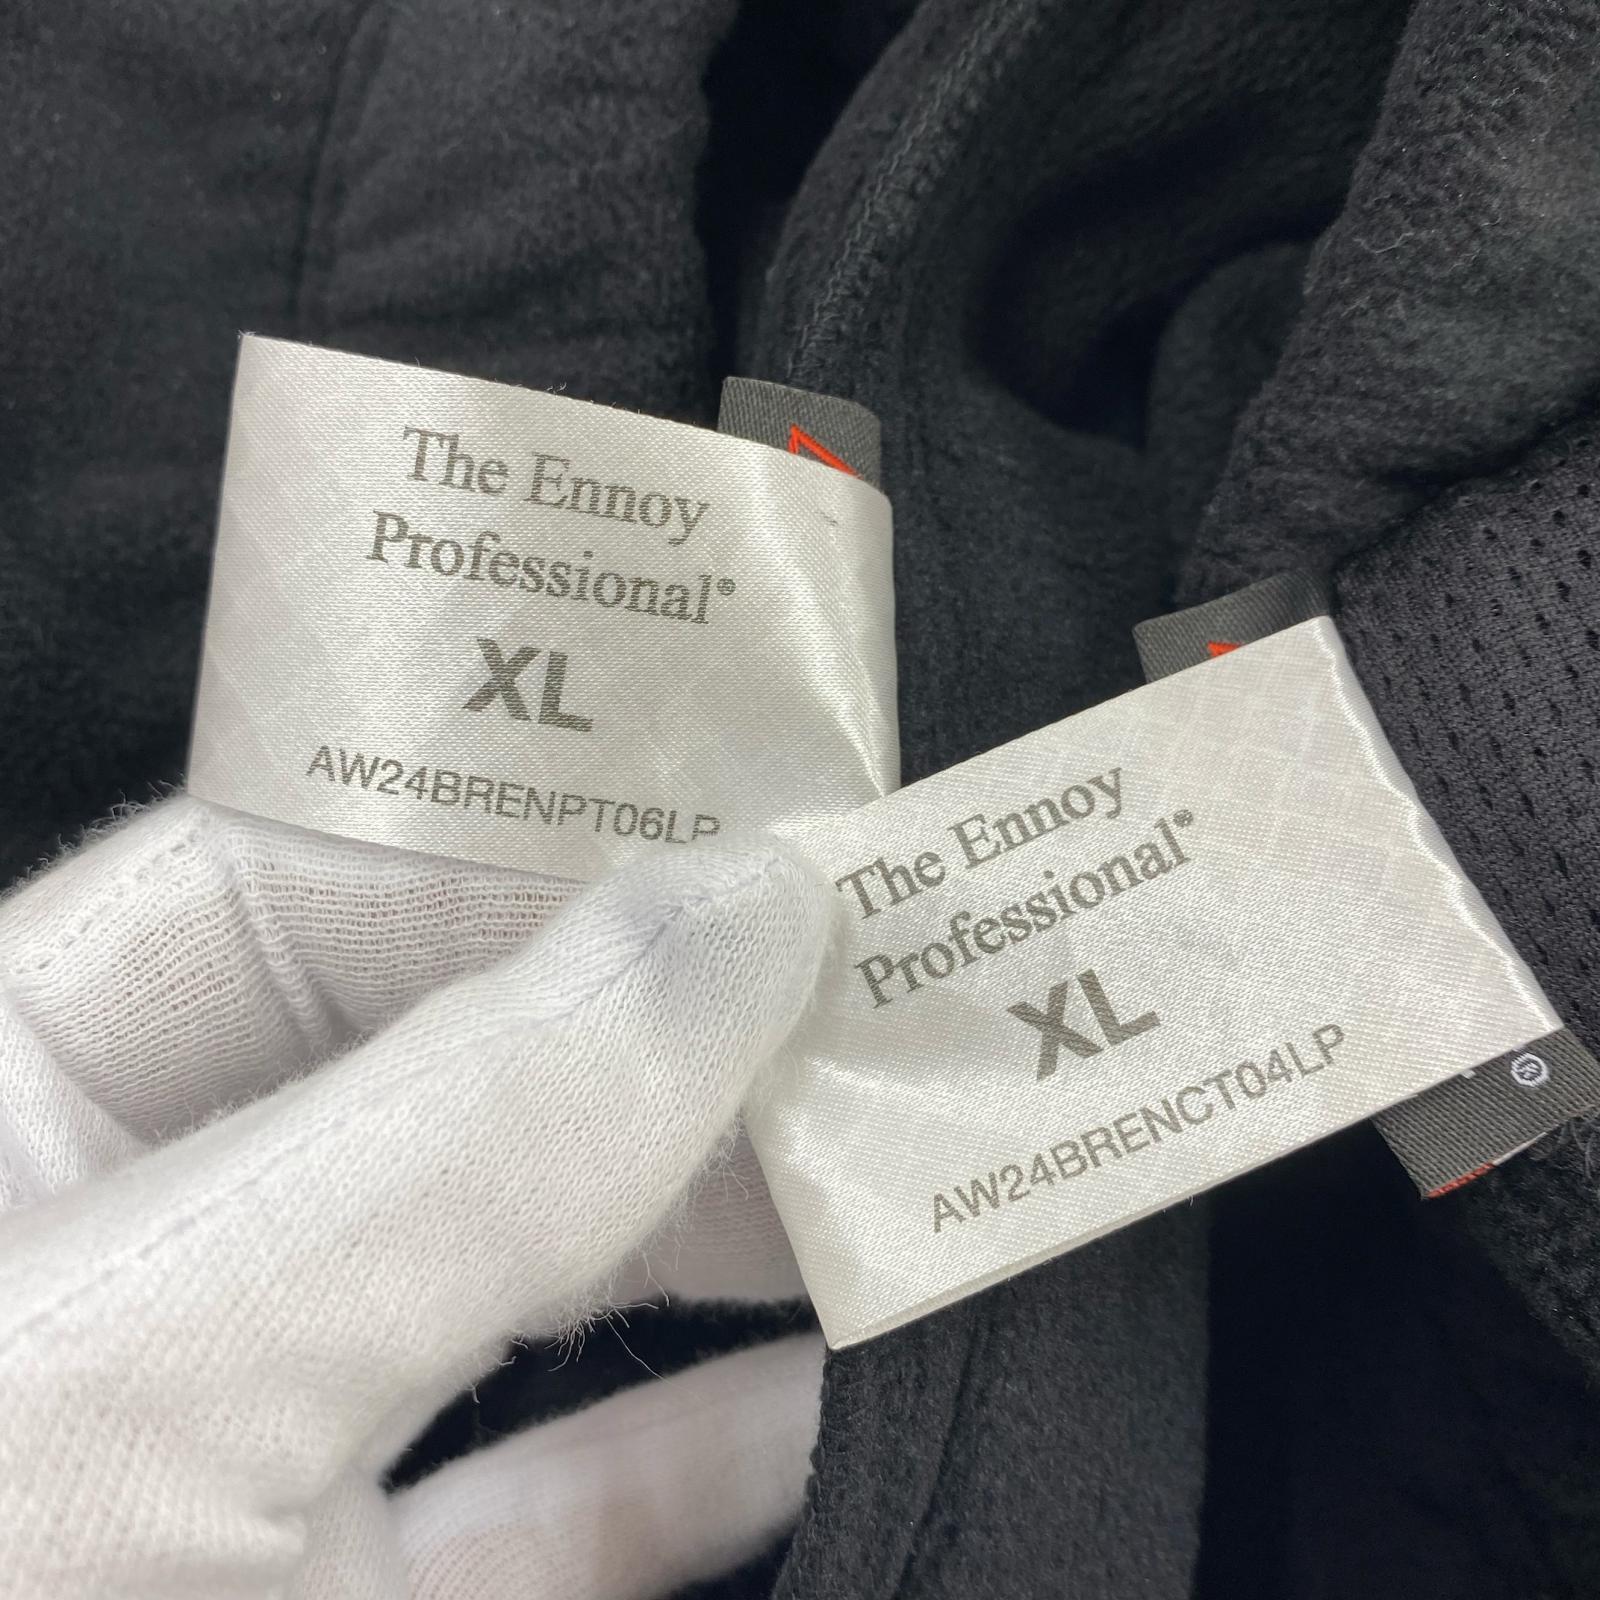 The Ennoy
Professional®
XL
AW24BRENPT06LP
The Ennoy
Professional®
XL
AW24BRENCT04LP
®